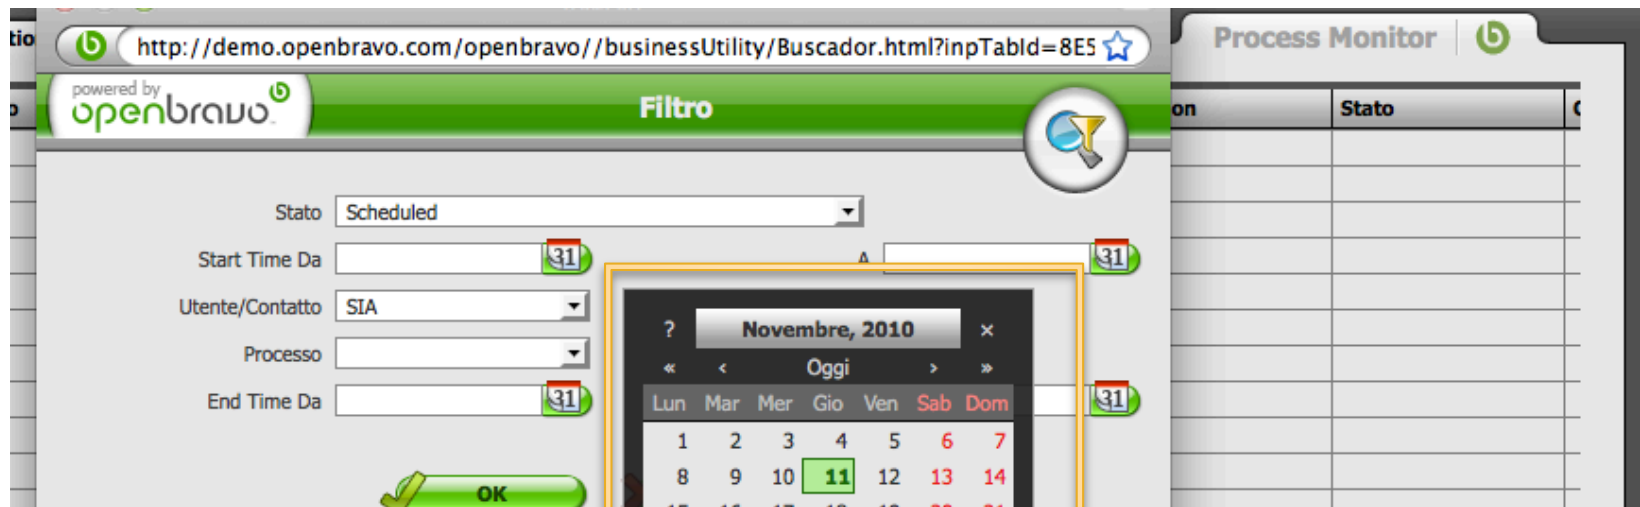 tio
http://demo.openbravo.com/openbravo//businessUtility/Buscador.html?inpTabId=8E5
Process Monitor
powered by
openbravo
Filtro
on
Stato
Stato
Scheduled
Start Time Da
31
A
31
Utente/Contatto
SIA
Processo
End Time Da
31
31
?
Novembre, 2010
×
«
‹
Oggi
›
»
Lun Mar Mer Gio Ven Sab Dom
1 2 3 4 5 6 7
8 9 10 11 12 13 14
OK